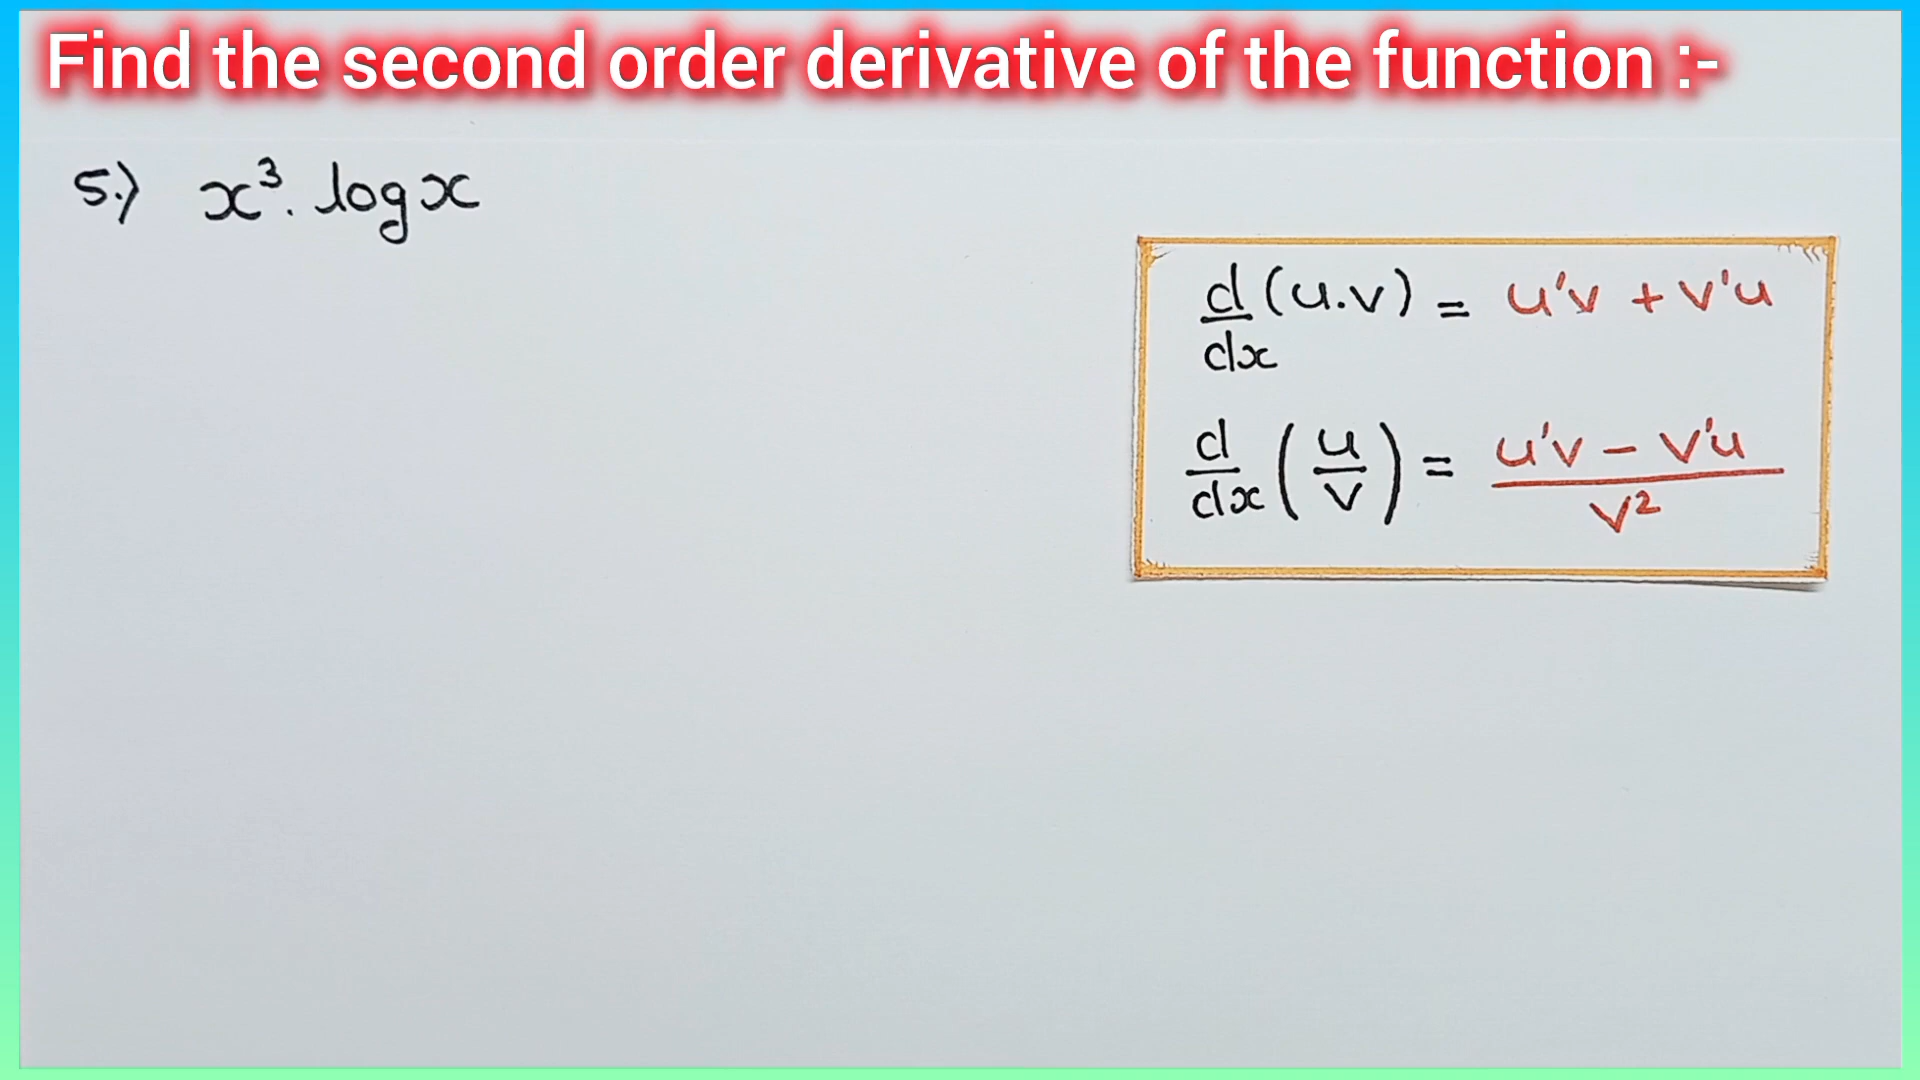 Find the second order derivative of the function :-
5.) x³. log x
d/dx (u.v) = u'v + v'u
d/dx (u/v) = u'v - v'u / v²